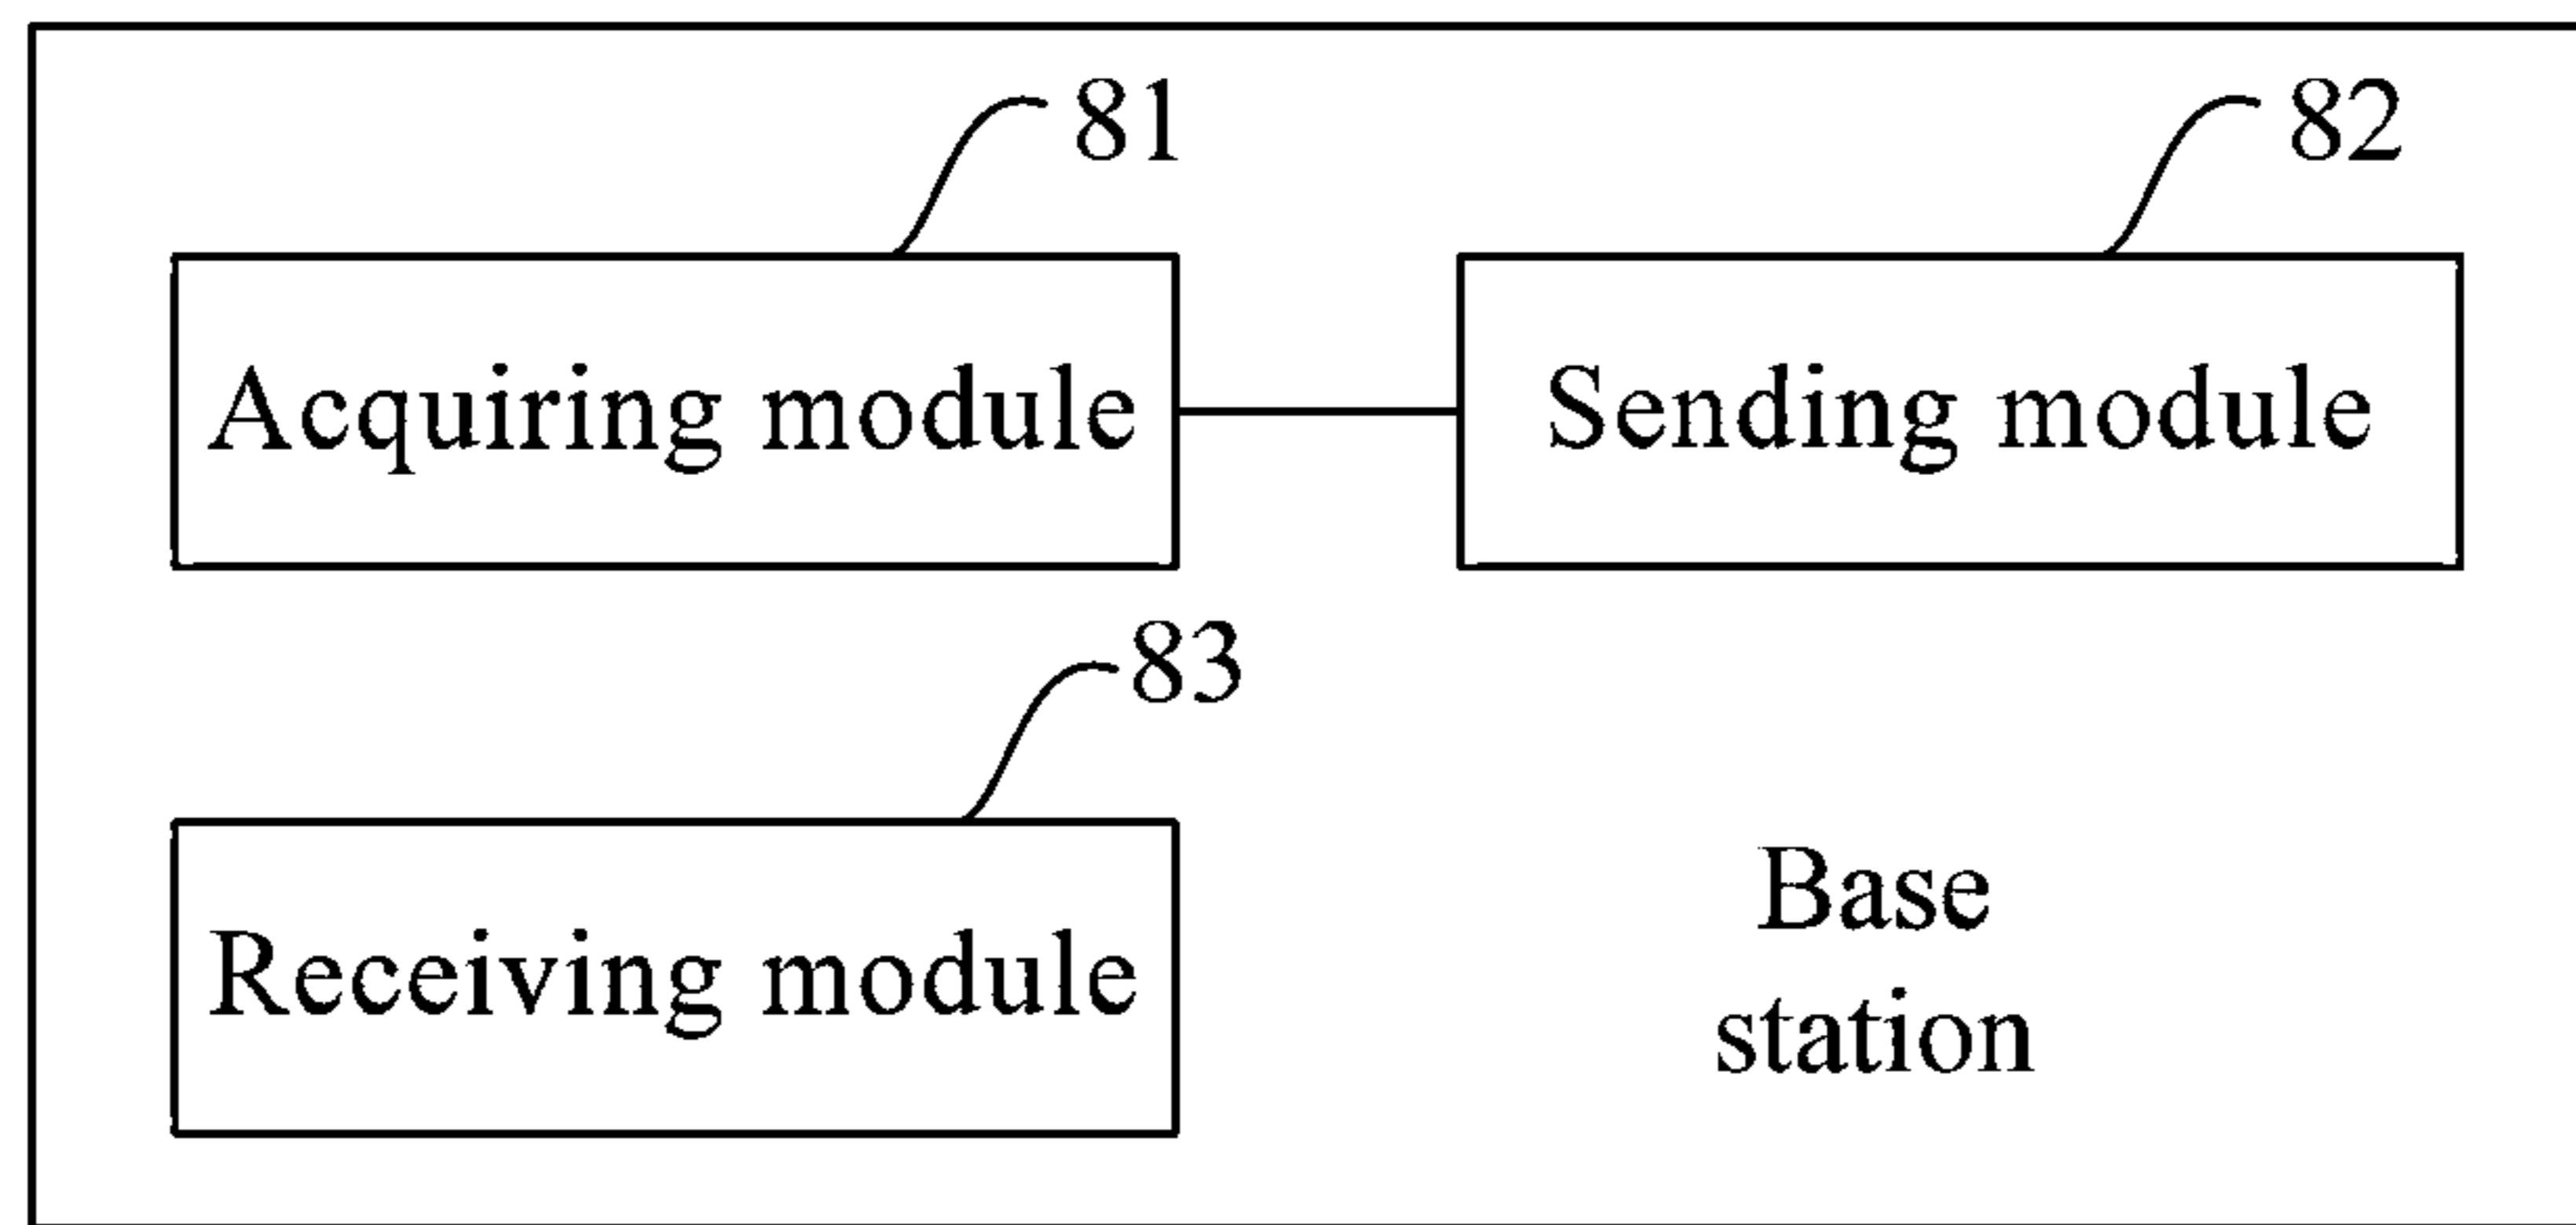 81
82
Acquiring module
Sending module
83
Receiving module
Base
station